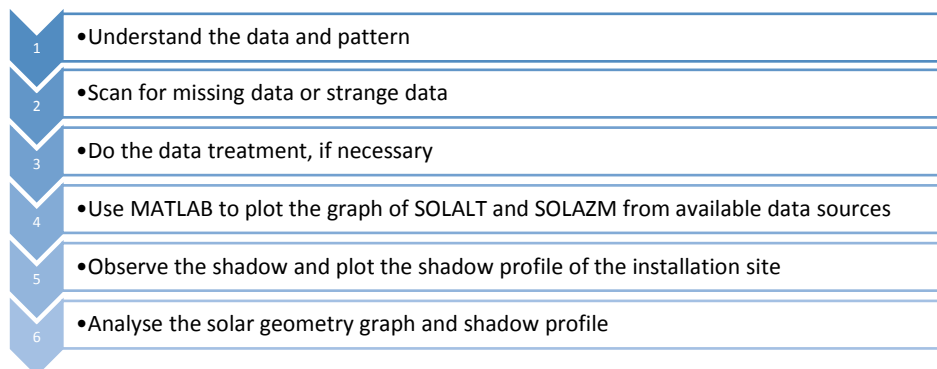 1 •Understand the data and pattern
2 •Scan for missing data or strange data
3 •Do the data treatment, if necessary
4 •Use MATLAB to plot the graph of SOLALT and SOLAZM from available data sources
5 •Observe the shadow and plot the shadow profile of the installation site
6 •Analyse the solar geometry graph and shadow profile